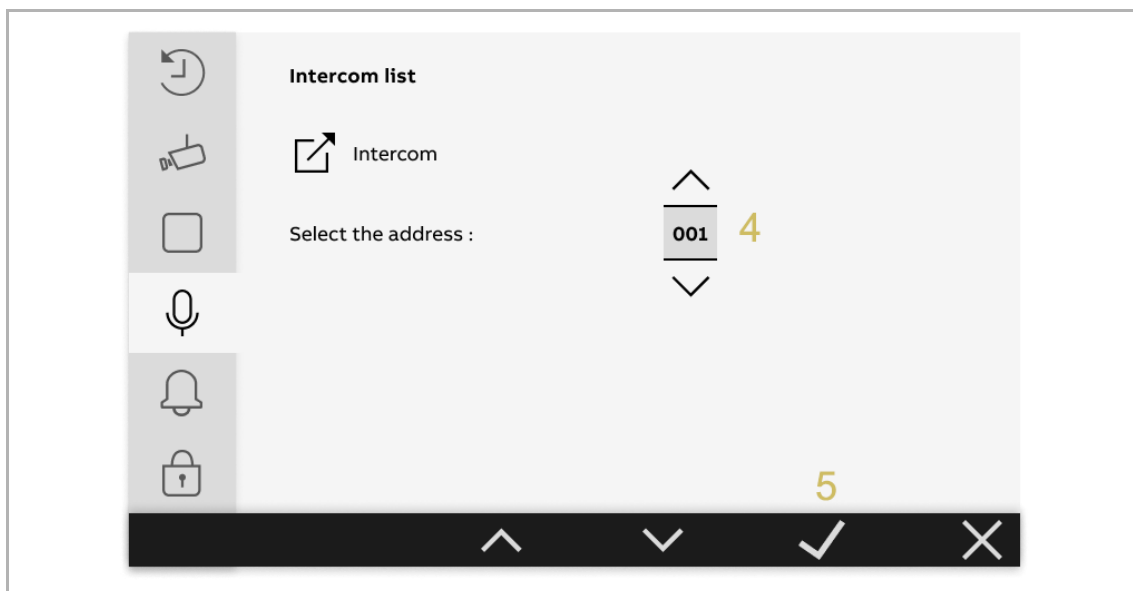 Intercom list
Intercom
Select the address :
001
4
5